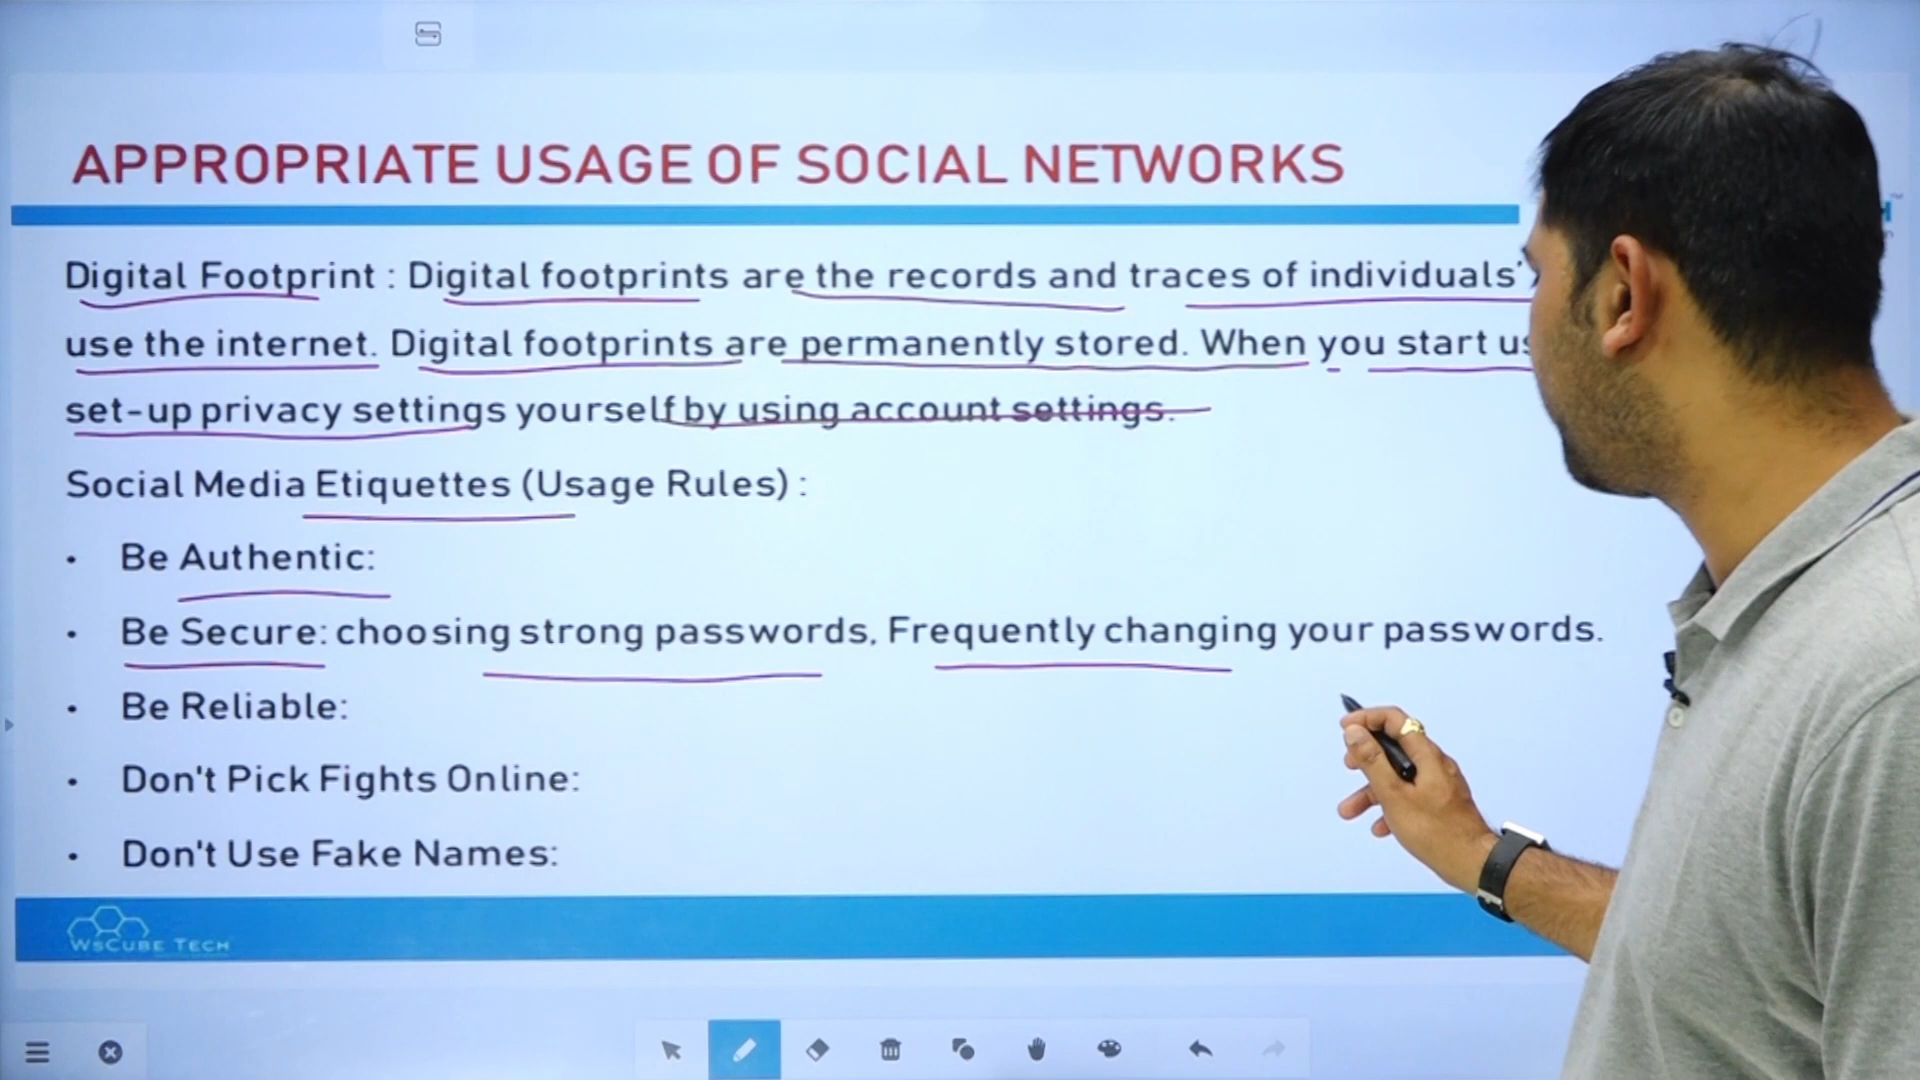 APPROPRIATE USAGE OF SOCIAL NETWORKS
Digital Footprint : Digital footprints are the records and traces of individuals'
use the internet. Digital footprints are permanently stored. When you start
set-up privacy settings yourself by using account settings.
Social Media Etiquettes (Usage Rules) :
• Be Authentic:
• Be Secure: choosing strong passwords, Frequently changing your passwords.
• Be Reliable:
• Don't Pick Fights Online:
• Don't Use Fake Names:
WsCube Tech